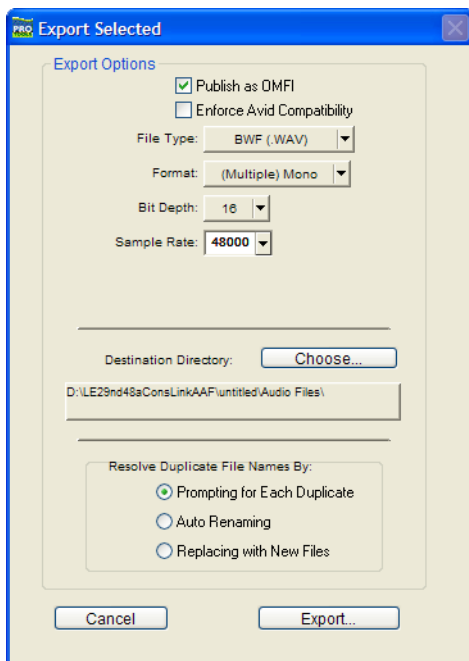 PRO Export Selected
Export Options
Publish as OMFI
Enforce Avid Compatibility
File Type: BWF (.WAV)
Format: (Multiple) Mono
Bit Depth: 16
Sample Rate: 48000
Destination Directory: Choose...
D:\LE29nd48aConsLinkAAF\untitled\Audio Files\
Resolve Duplicate File Names By:
Prompting for Each Duplicate
Auto Renaming
Replacing with New Files
Cancel Export...